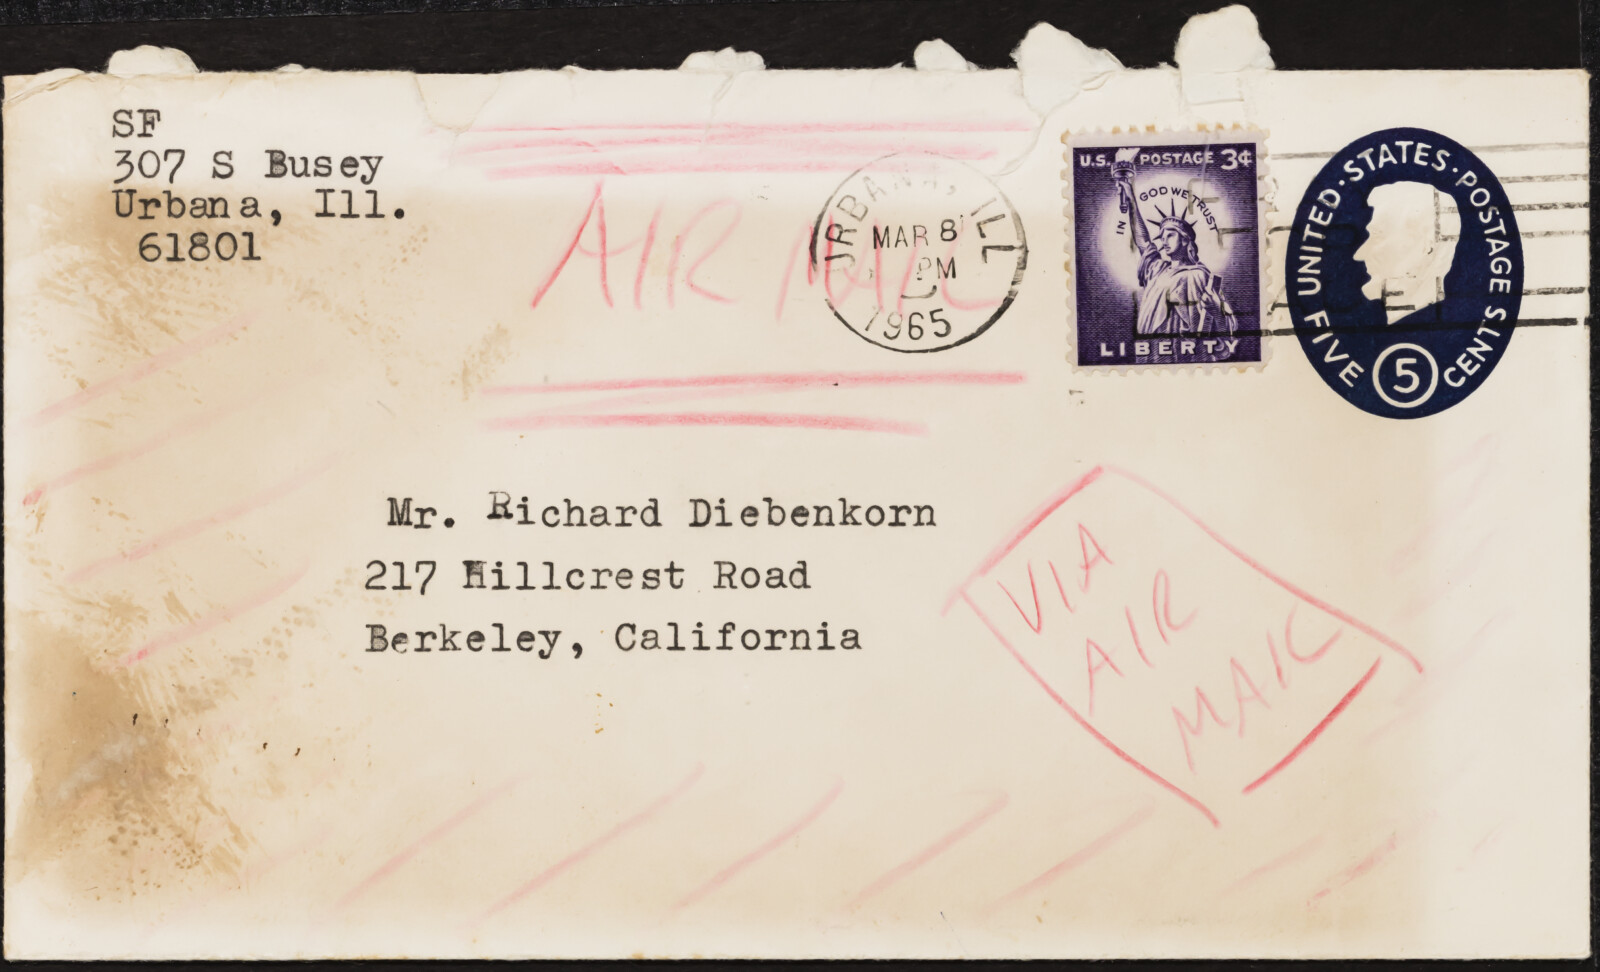 SF
307 S Busey
Urbana, Ill.
61801
AIR MAIL
URBANA, ILL
MAR 8
PM
1965
U.S. POSTAGE 3¢
IN GOD WE TRUST
LIBERTY
UNITED·STATES·POSTAGE
FIVE 5 CENTS
Mr. Richard Diebenkorn
217 Hillcrest Road
Berkeley, California
VIA
AIR
MAIL